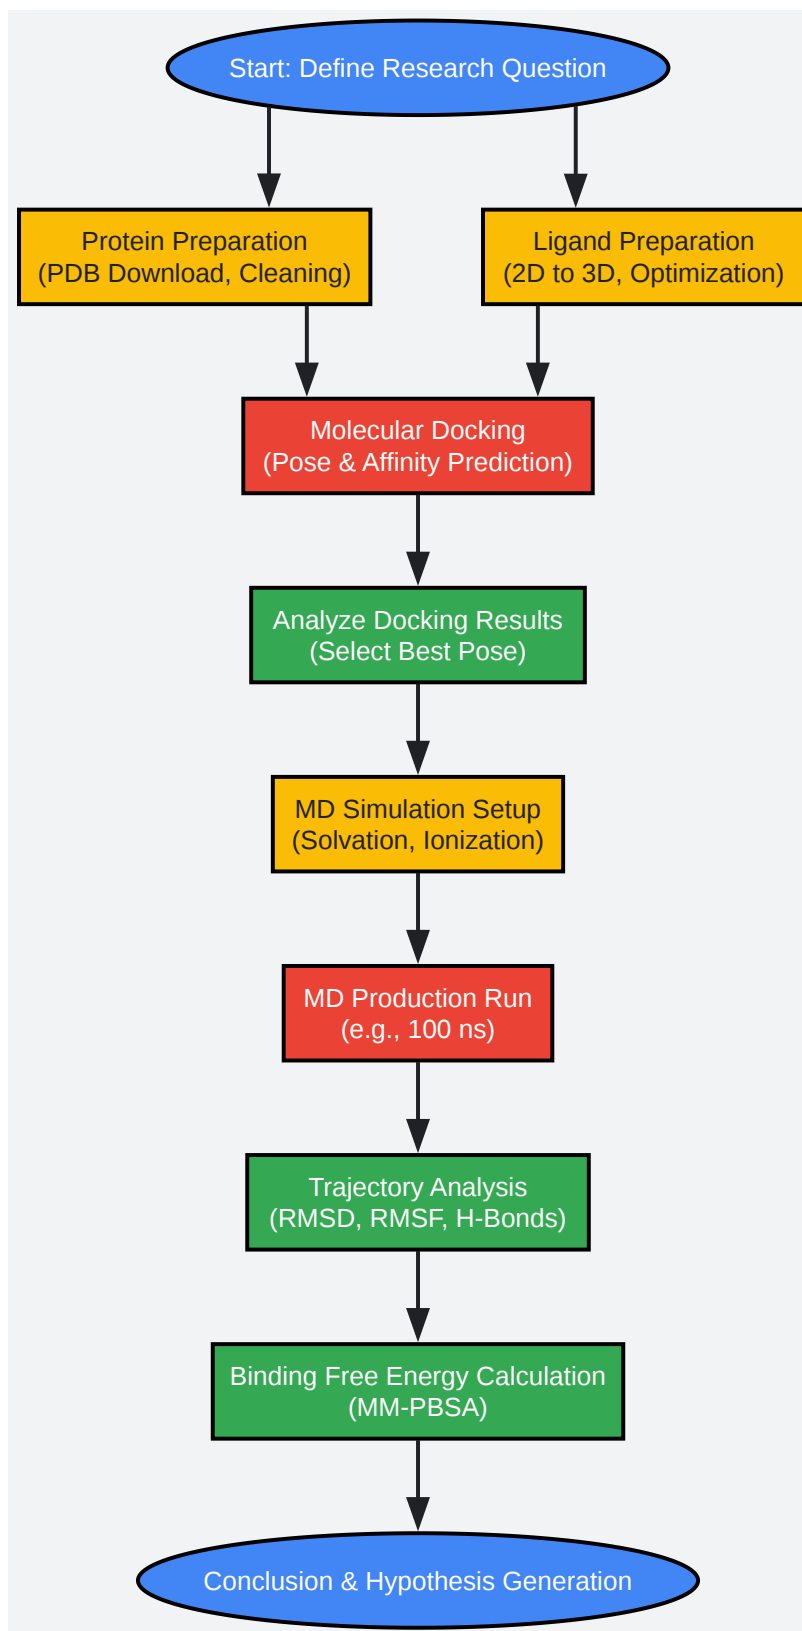 Start: Define Research Question
Protein Preparation
(PDB Download, Cleaning)
Ligand Preparation
(2D to 3D, Optimization)
Molecular Docking
(Pose & Affinity Prediction)
Analyze Docking Results
(Select Best Pose)
MD Simulation Setup
(Solvation, Ionization)
MD Production Run
(e.g., 100 ns)
Trajectory Analysis
(RMSD, RMSF, H-Bonds)
Binding Free Energy Calculation
(MM-PBSA)
Conclusion & Hypothesis Generation